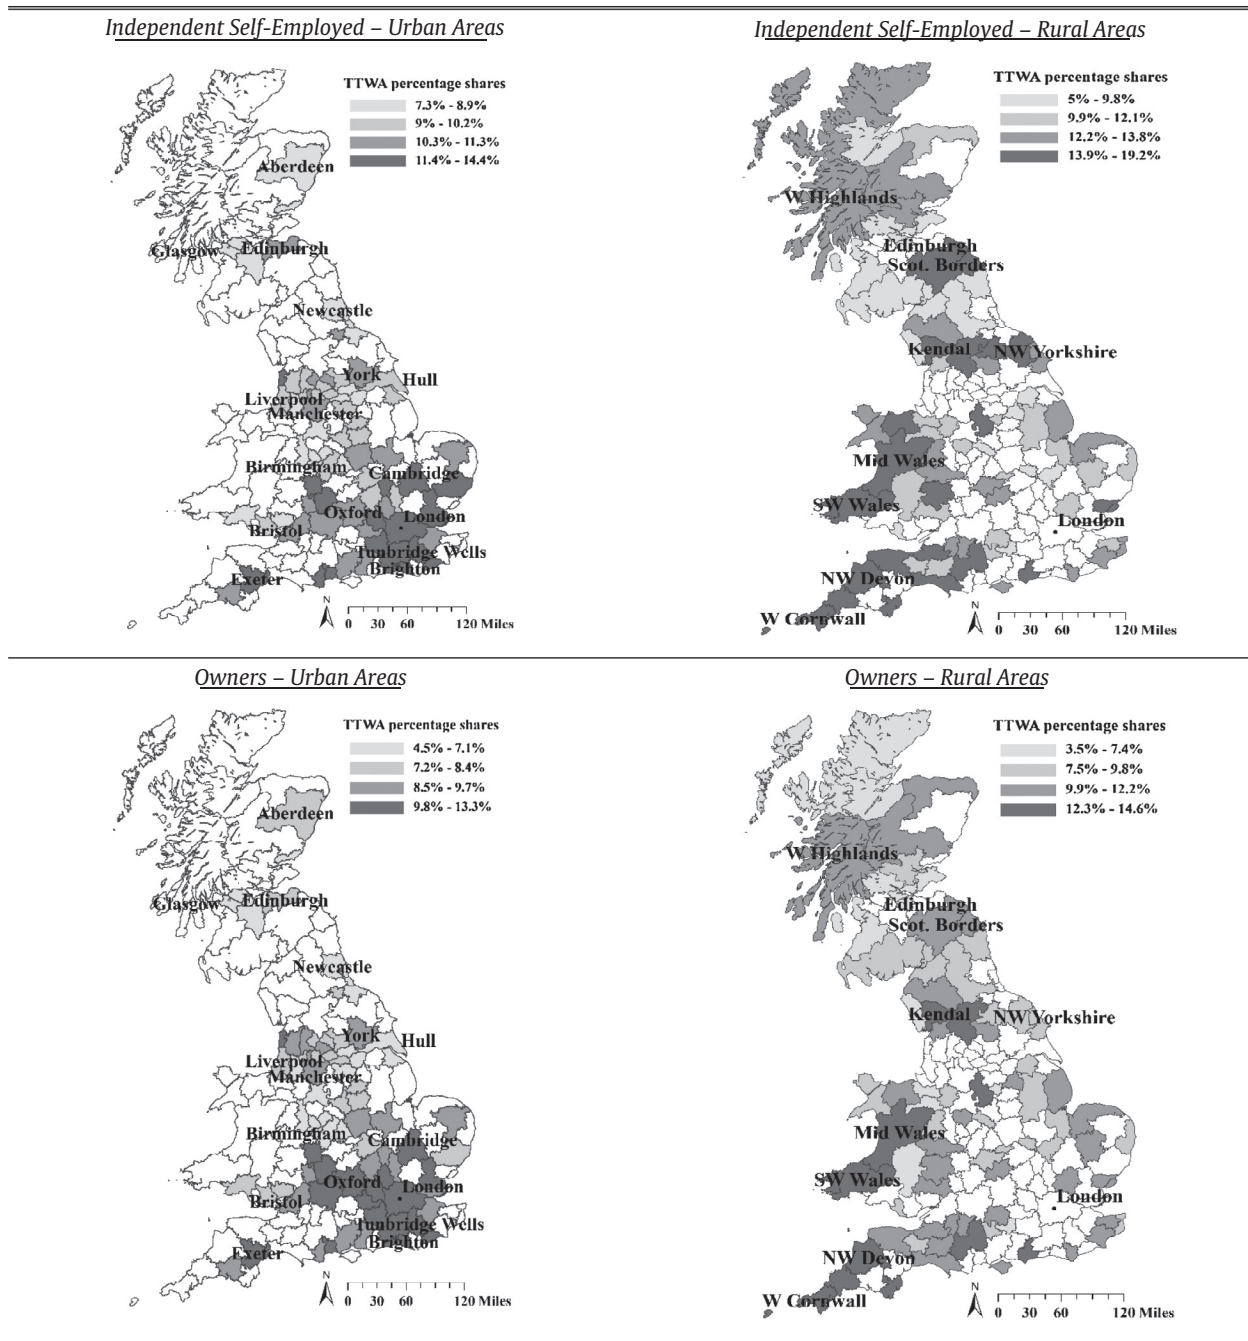 Independent Self-Employed – Urban Areas
TTWA percentage shares
7.3% - 8.9%
9% - 10.2%
10.3% - 11.3%
11.4% - 14.4%
Aberdeen
Glasgow
Edinburgh
Newcastle
York
Hull
Liverpool
Manchester
Birmingham
Cambridge
Oxford
London
Bristol
Tunbridge Wells
Brighton
Exeter
N
0 30 60 120 Miles
Independent Self-Employed – Rural Areas
TTWA percentage shares
5% - 9.8%
9.9% - 12.1%
12.2% - 13.8%
13.9% - 19.2%
W Highlands
Edinburgh
Scot. Borders
Kendal
NW Yorkshire
Mid Wales
SW Wales
London
NW Devon
W Cornwall
N
0 30 60 120 Miles
Owners – Urban Areas
TTWA percentage shares
4.5% - 7.1%
7.2% - 8.4%
8.5% - 9.7%
9.8% - 13.3%
Aberdeen
Glasgow
Edinburgh
Newcastle
York
Hull
Liverpool
Manchester
Birmingham
Cambridge
Oxford
London
Bristol
Tunbridge Wells
Brighton
Exeter
N
0 30 60 120 Miles
Owners – Rural Areas
TTWA percentage shares
3.5% - 7.4%
7.5% - 9.8%
9.9% - 12.2%
12.3% - 14.6%
W Highlands
Edinburgh
Scot. Borders
Kendal
NW Yorkshire
Mid Wales
SW Wales
London
NW Devon
W Cornwall
N
0 30 60 120 Miles